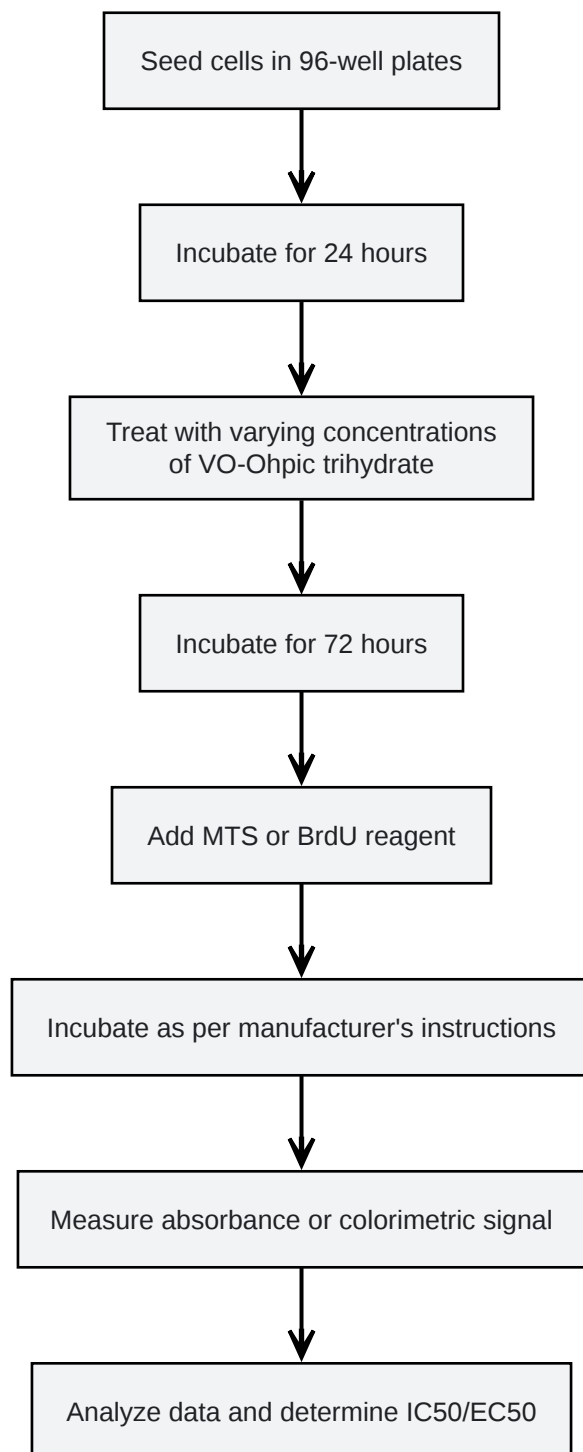 Seed cells in 96-well plates
Incubate for 24 hours
Treat with varying concentrations
of VO-Ohpic trihydrate
Incubate for 72 hours
Add MTS or BrdU reagent
Incubate as per manufacturer's instructions
Measure absorbance or colorimetric signal
Analyze data and determine IC50/EC50